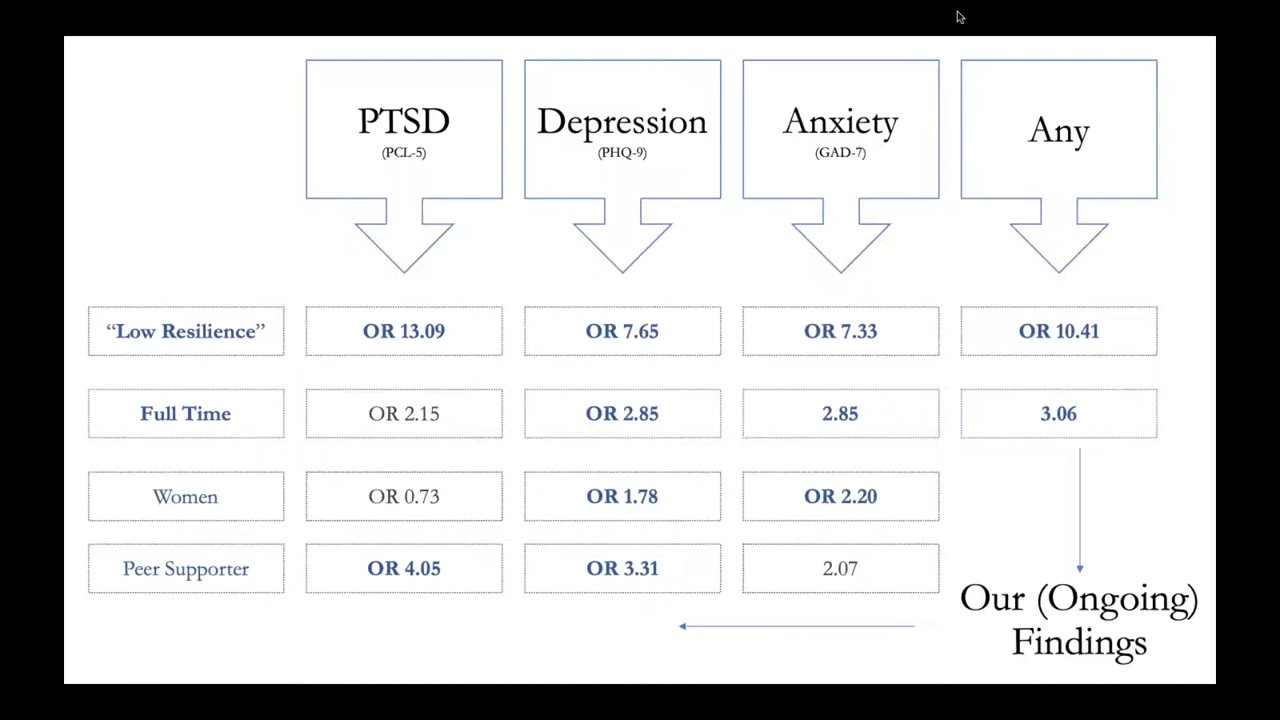 PTSD
(PCL-5)
Depression
(PHQ-9)
Anxiety
(GAD-7)
Any
“Low Resilience”
OR 13.09
OR 7.65
OR 7.33
OR 10.41
Full Time
OR 2.15
OR 2.85
2.85
3.06
Women
OR 0.73
OR 1.78
OR 2.20
Peer Supporter
OR 4.05
OR 3.31
2.07
Our (Ongoing)
Findings